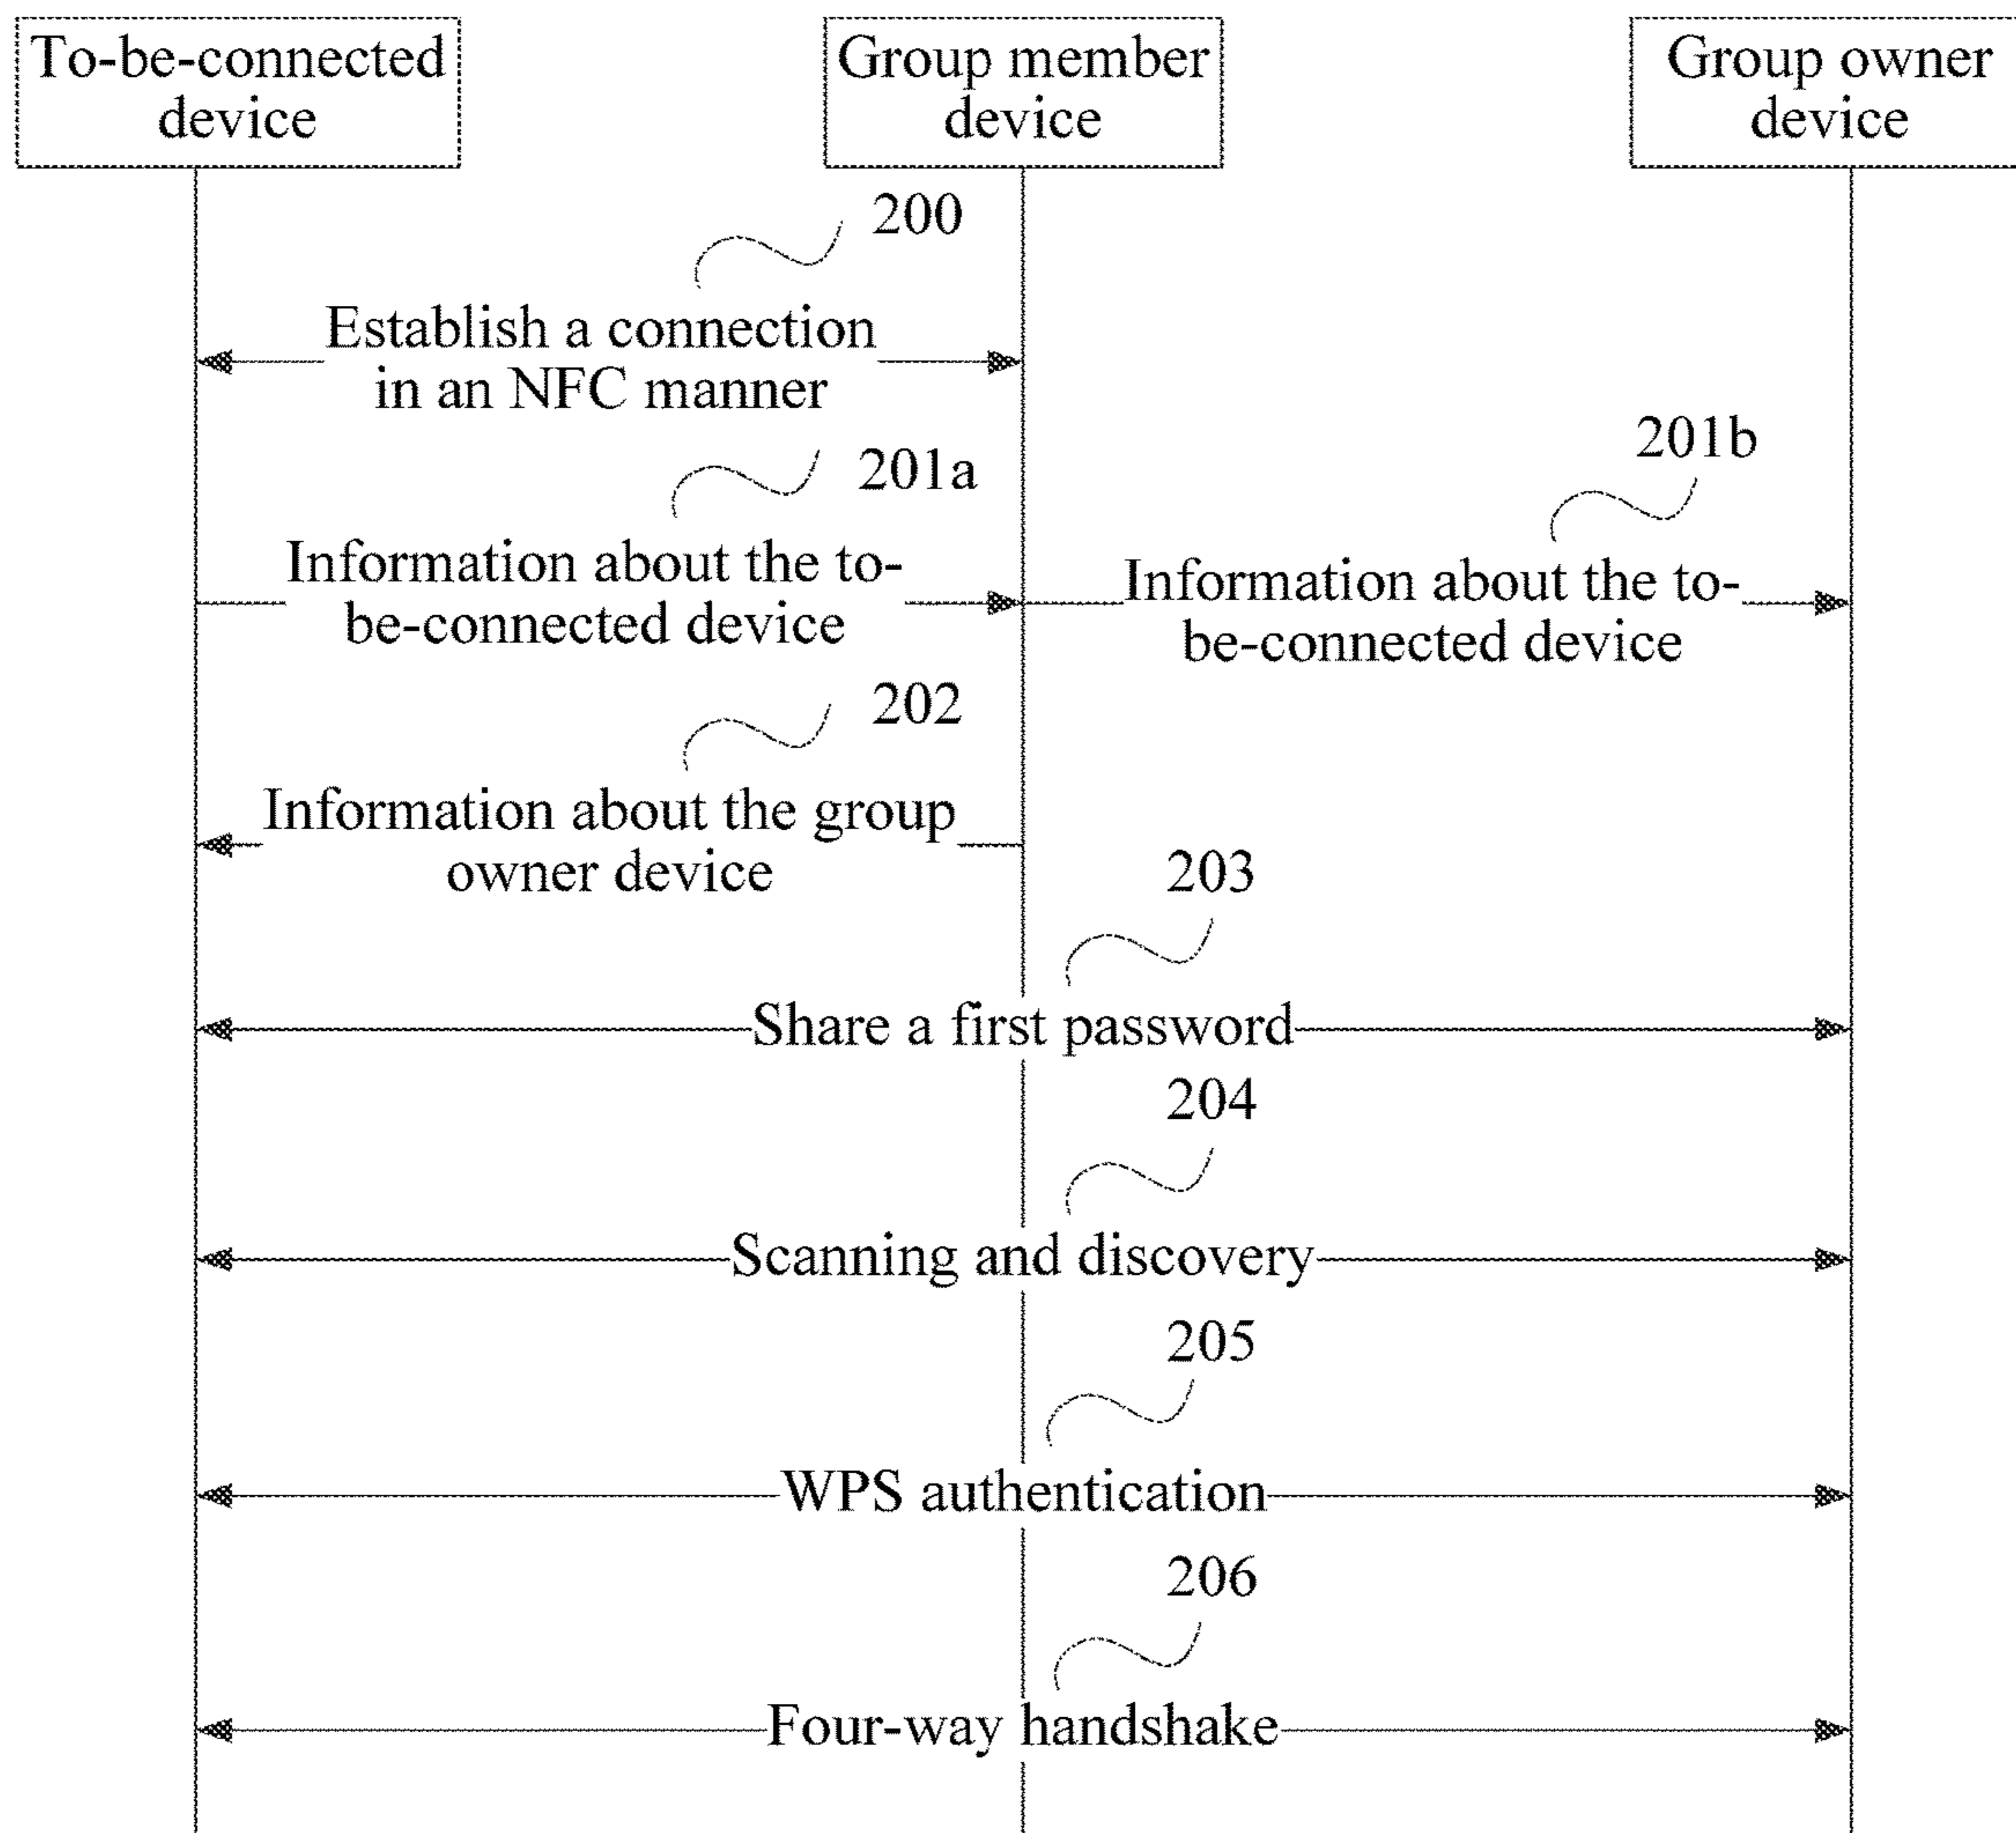 To-be-connected
device
Group member
device
Group owner
device
200
Establish a connection
in an NFC manner
201a
201b
Information about the to-
be-connected device
Information about the to-
be-connected device
202
Information about the group
owner device
203
Share a first password
204
Scanning and discovery
205
WPS authentication
206
Four-way handshake